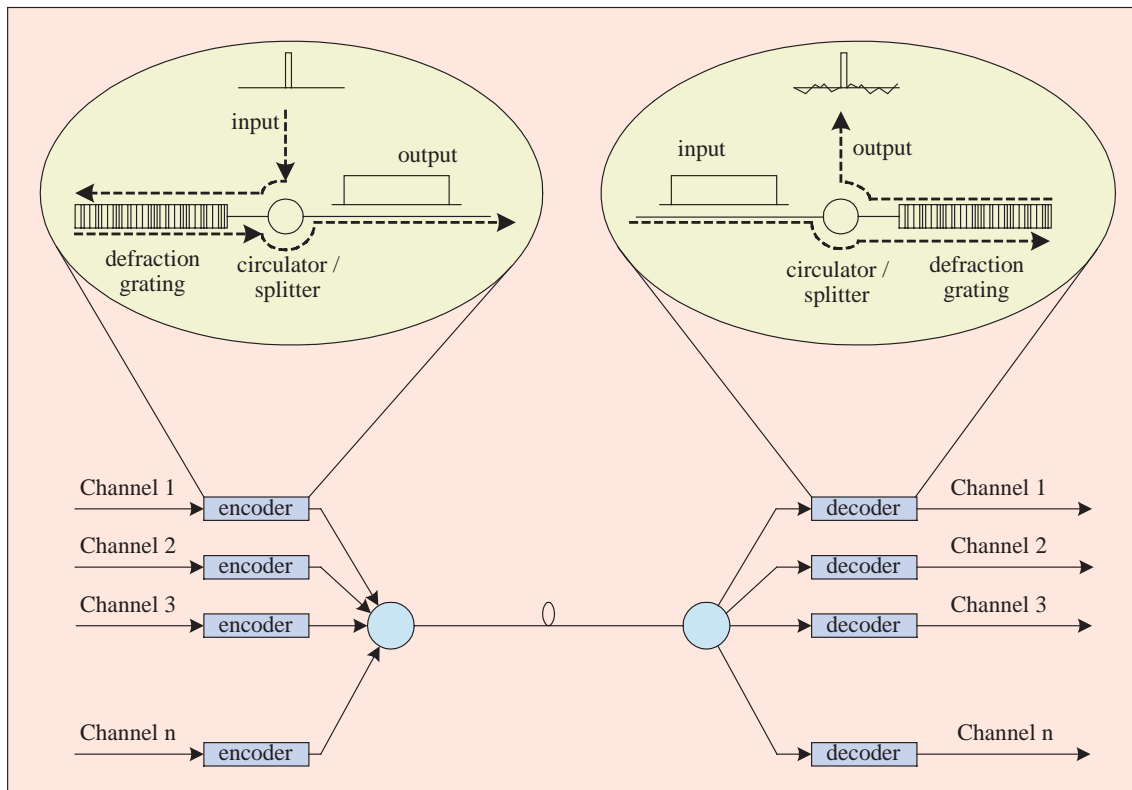 input
output
defraction
grating
circulator /
splitter
input
output
circulator /
splitter
defraction
grating
Channel 1
encoder
decoder
Channel 1
Channel 2
encoder
decoder
Channel 2
Channel 3
encoder
decoder
Channel 3
Channel n
encoder
decoder
Channel n